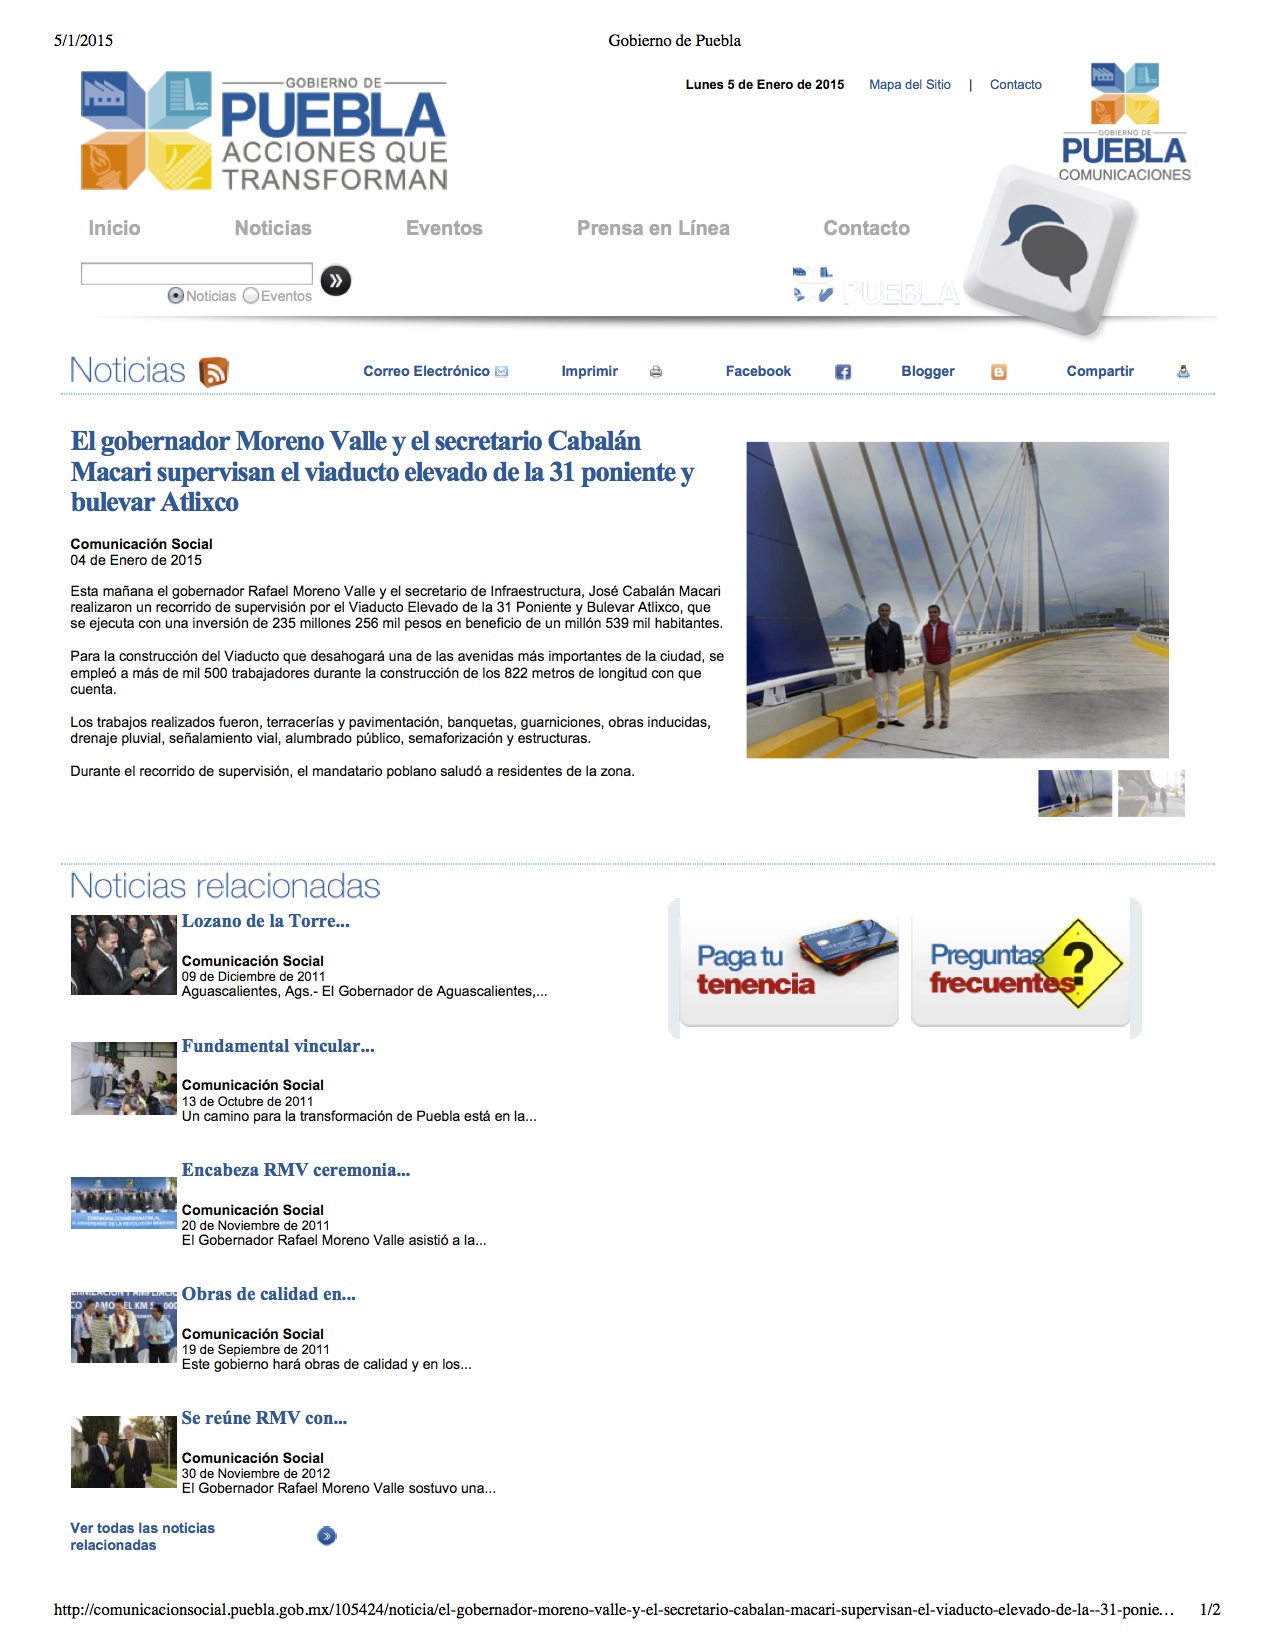 5/1/2015
Gobierno de Puebla
GOBIERNO DE
PUEBLA
ACCIONES QUE
TRANSFORMAN
Lunes 5 de Enero de 2015
Mapa del Sitio | Contacto
GOBIERNO DE
PUEBLA
COMUNICACIONES
Inicio
Noticias
Eventos
Prensa en Línea
Contacto
Noticias Eventos
PUEBLA
Noticias
Correo Electrónico
Imprimir
Facebook
Blogger
Compartir
El gobernador Moreno Valle y el secretario Cabalán
Macari supervisan el viaducto elevado de la 31 poniente y
bulevar Atlixco
Comunicación Social
04 de Enero de 2015
Esta mañana el gobernador Rafael Moreno Valle y el secretario de Infraestructura, José Cabalán Macari
realizaron un recorrido de supervisión por el Viaducto Elevado de la 31 Poniente y Bulevar Atlixco, que
se ejecuta con una inversión de 235 millones 256 mil pesos en beneficio de un millón 539 mil habitantes.
Para la construcción del Viaducto que desahogará una de las avenidas más importantes de la ciudad, se
empleó a más de mil 500 trabajadores durante la construcción de los 822 metros de longitud con que
cuenta.
Los trabajos realizados fueron, terracerías y pavimentación, banquetas, guarniciones, obras inducidas,
drenaje pluvial, señalamiento vial, alumbrado público, semaforización y estructuras.
Durante el recorrido de supervisión, el mandatario poblano saludó a residentes de la zona.
Noticias relacionadas
Lozano de la Torre...
Comunicación Social
09 de Diciembre de 2011
Aguascalientes, Ags.- El Gobernador de Aguascalientes,...
Paga tu
tenencia
Preguntas
frecuentes
?
Fundamental vincular...
Comunicación Social
13 de Octubre de 2011
Un camino para la transformación de Puebla está en la...
Encabeza RMV ceremonia...
Comunicación Social
20 de Noviembre de 2011
El Gobernador Rafael Moreno Valle asistió a la...
Obras de calidad en...
Comunicación Social
19 de Sepiembre de 2011
Este gobierno hará obras de calidad y en los...
Se reúne RMV con...
Comunicación Social
30 de Noviembre de 2012
El Gobernador Rafael Moreno Valle sostuvo una...
Ver todas las noticias
relacionadas
http://comunicacionsocial.puebla.gob.mx/105424/noticia/el-gobernador-moreno-valle-y-el-secretario-cabalan-macari-supervisan-el-viaducto-elevado-de-la--31-ponie…
1/2